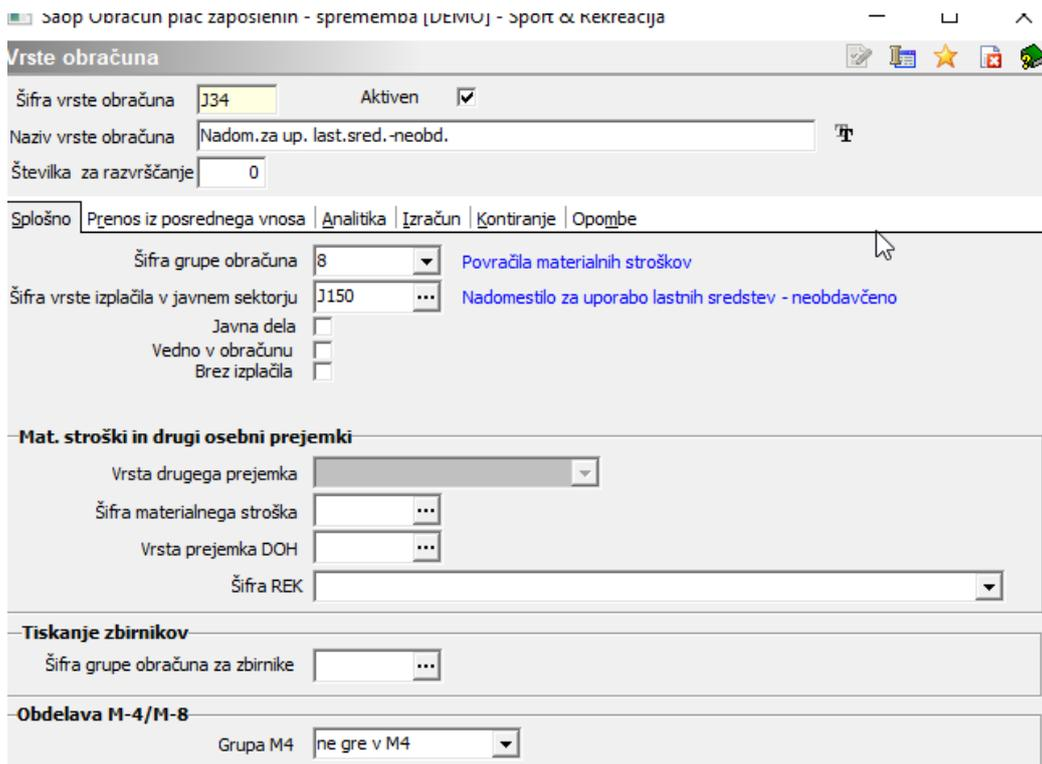 Saop Obračun plač zaposlenih - sprememba [DEMO] - Šport & Rekreacija
Vrste obračuna
Šifra vrste obračuna J34 Aktiven
Naziv vrste obračuna Nadom.za up. last.sred.-neobd.
Številka za razvrščanje 0
Splošno Prenos iz posrednega vnosa Analitika Izračun Kontiranje Opombe
Šifra grupe obračuna 8 Povračila materialnih stroškov
Šifra vrste izplačila v javnem sektorju J150 Nadomestilo za uporabo lastnih sredstev - neobdavčeno
Javna dela
Vedno v obračunu
Brez izplačila
Mat. stroški in drugi osebni prejemki
Vrsta drugega prejemka
Šifra materialnega stroška
Vrsta prejemka DOH
Šifra REK
Tiskanje zbirnikov
Šifra grupe obračuna za zbirnike
Obdelava M-4/M-8
Grupa M4 ne gre v M4